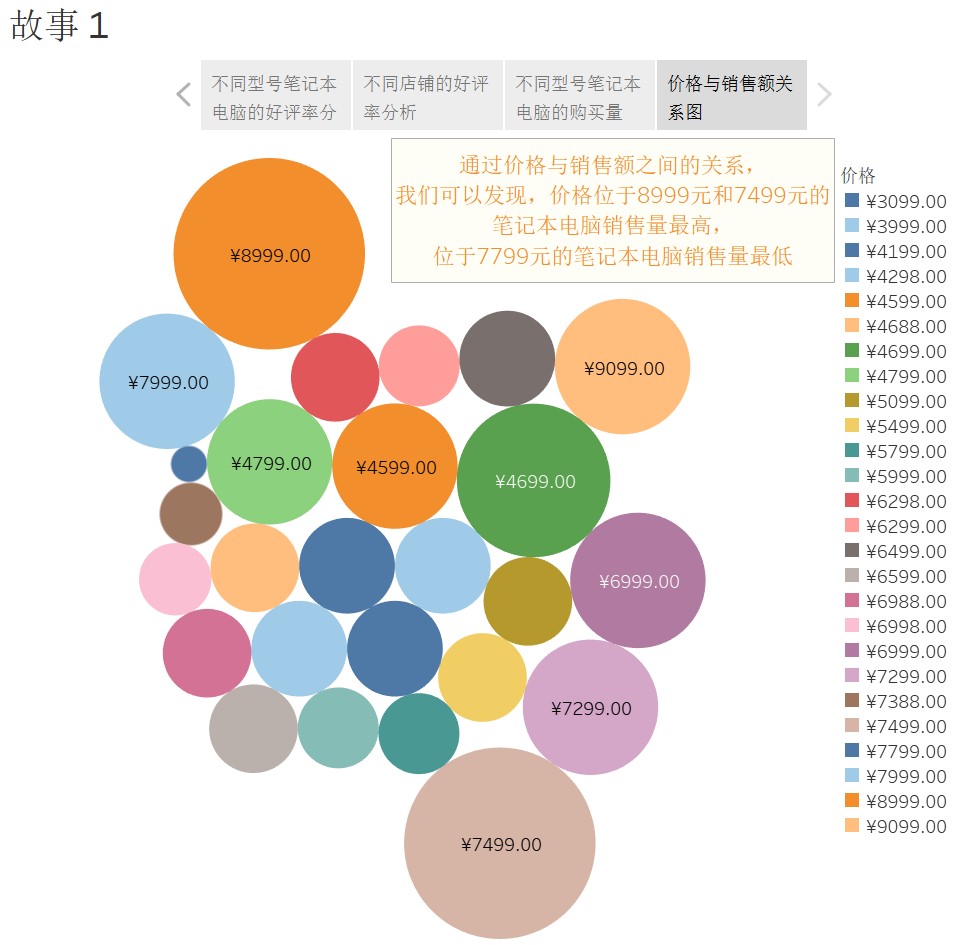 故事 1
不同型号笔记本
电脑的好评率分
不同店铺的好评
率分析
不同型号笔记本
电脑的购买量
价格与销售额关
系图
通过价格与销售额之间的关系，
我们可以发现，价格位于8999元和7499元的
笔记本电脑销售量最高，
位于7799元的笔记本电脑销售量最低
¥8999.00
¥7999.00
¥9099.00
¥4799.00
¥4599.00
¥4699.00
¥6999.00
¥7299.00
¥7499.00
价格
¥3099.00
¥3999.00
¥4199.00
¥4298.00
¥4599.00
¥4688.00
¥4699.00
¥4799.00
¥5099.00
¥5499.00
¥5799.00
¥5999.00
¥6298.00
¥6299.00
¥6499.00
¥6599.00
¥6988.00
¥6998.00
¥6999.00
¥7299.00
¥7388.00
¥7499.00
¥7799.00
¥7999.00
¥8999.00
¥9099.00